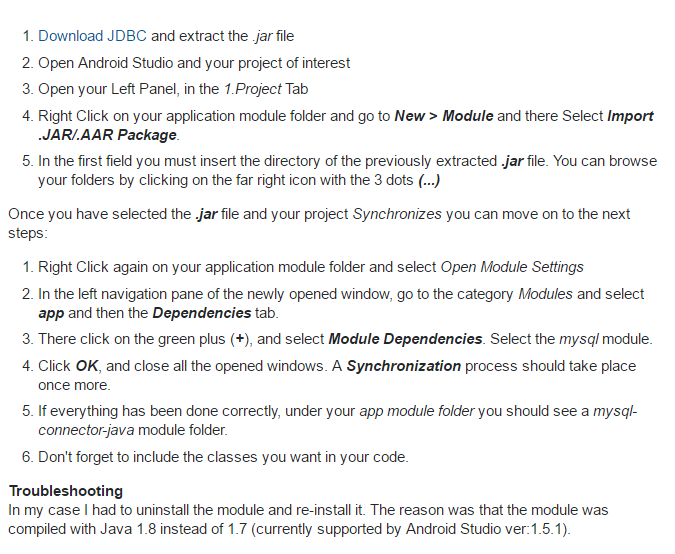 1. Download JDBC and extract the .jar file
2. Open Android Studio and your project of interest
3. Open your Left Panel, in the 1.Project Tab
4. Right Click on your application module folder and go to New > Module and there Select Import
.JAR/.AAR Package.
5. In the first field you must insert the directory of the previously extracted .jar file. You can browse
your folders by clicking on the far right icon with the 3 dots (...)
Once you have selected the .jar file and your project Synchronizes you can move on to the next
steps:
1. Right Click again on your application module folder and select Open Module Settings
2. In the left navigation pane of the newly opened window, go to the category Modules and select
app and then the Dependencies tab.
3. There click on the green plus (+), and select Module Dependencies. Select the mysql module.
4. Click OK, and close all the opened windows. A Synchronization process should take place
once more.
5. If everything has been done correctly, under your app module folder you should see a mysql-
connector-java module folder.
6. Don't forget to include the classes you want in your code.
Troubleshooting
In my case I had to uninstall the module and re-install it. The reason was that the module was
compiled with Java 1.8 instead of 1.7 (currently supported by Android Studio ver:1.5.1).